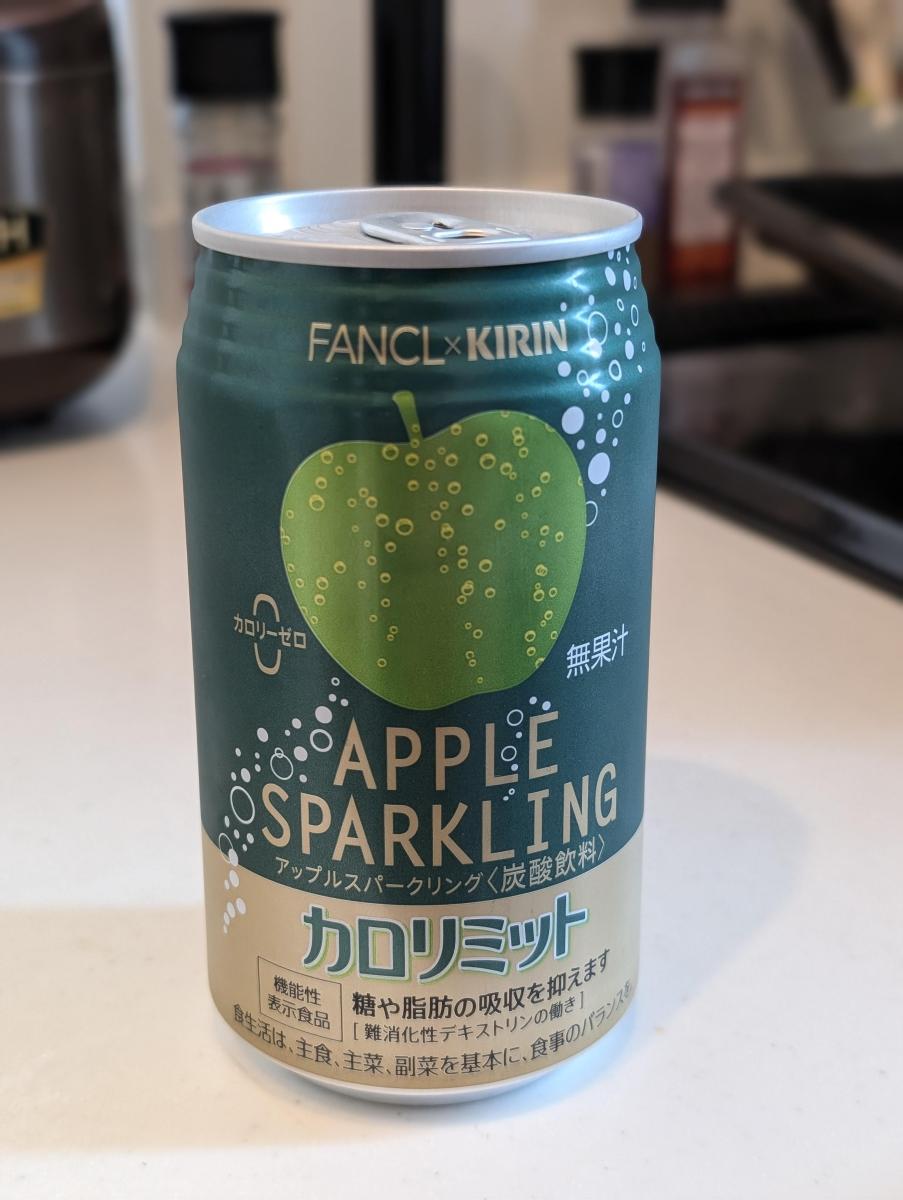 FANCL×KIRIN
カロリーゼロ
無果汁
APPLE
SPARKLING
アップルスパークリング〈炭酸飲料〉
カロリミット
機能性
表示食品
糖や脂肪の吸収を抑えます
[難消化性デキストリンの働き]
食生活は、主食、主菜、副菜を基本に、食事のバランスを